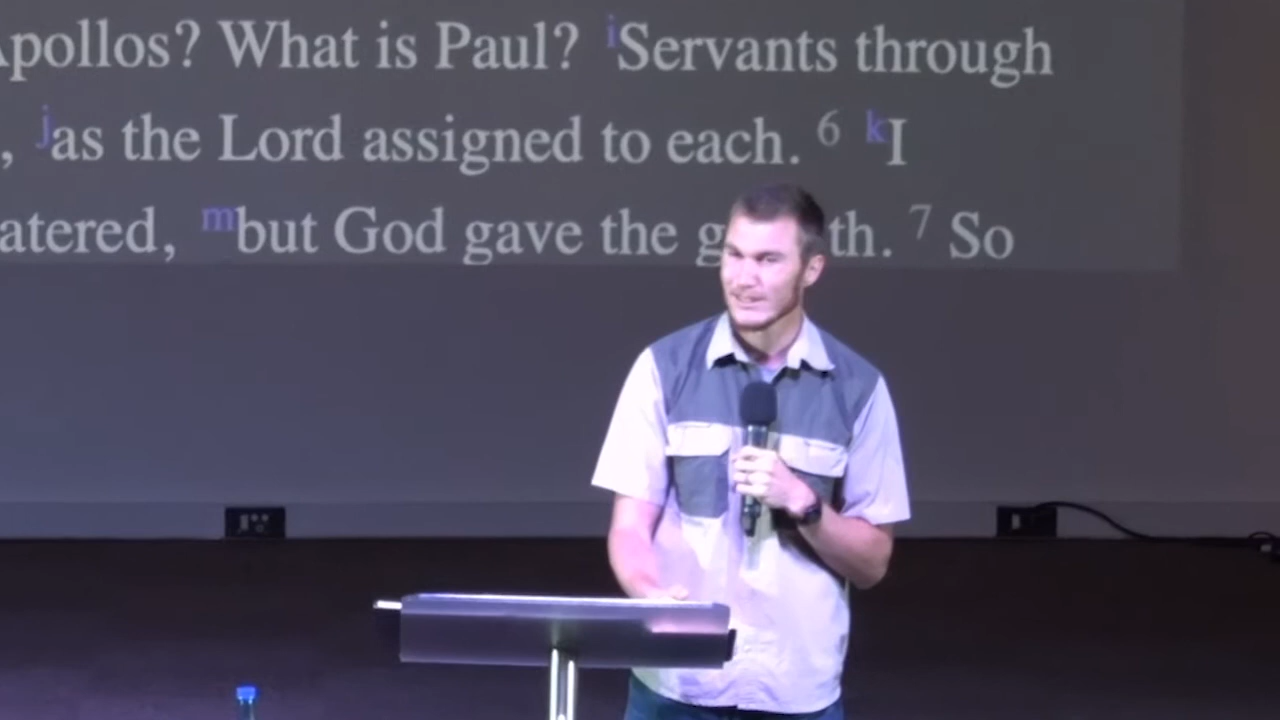 Apollos? What is Paul? iServants through
, jas the Lord assigned to each. 6 kI
atered, mbut God gave the g th. 7 So